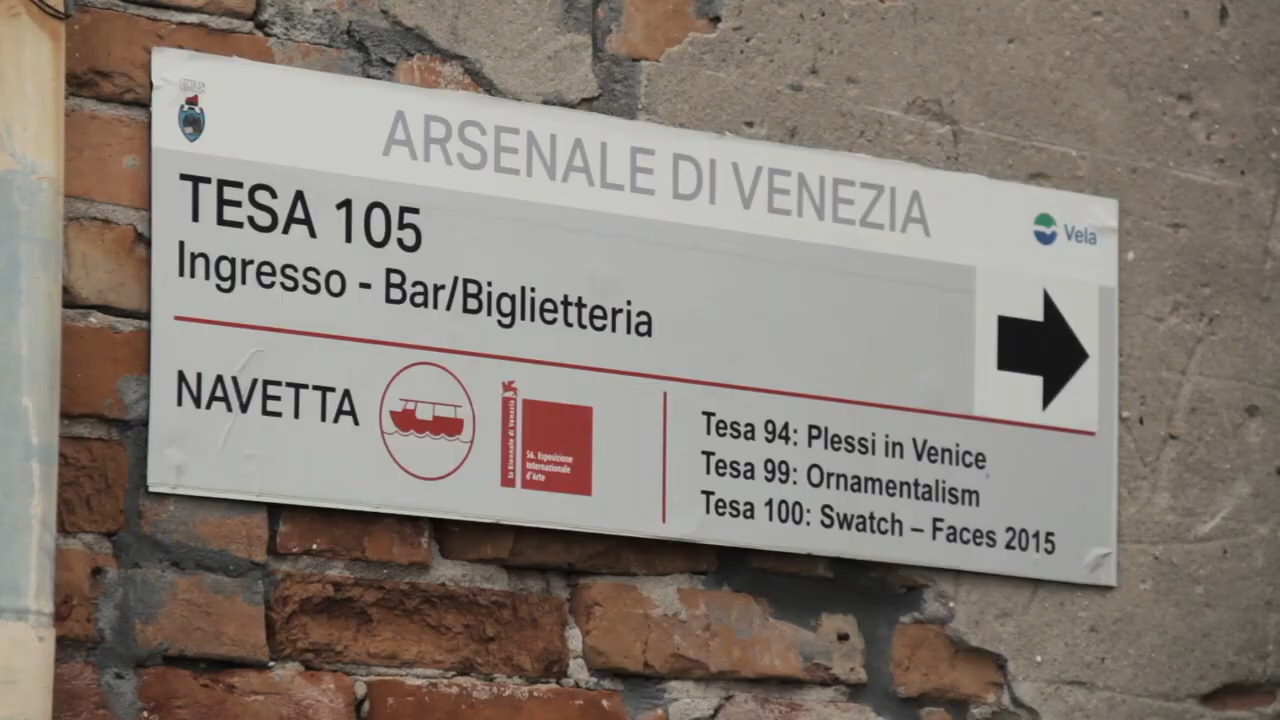 ARSENALE DI VENEZIA
Vela
TESA 105
Ingresso - Bar/Biglietteria
NAVETTA
la Biennale di Venezia
56. Esposizione
Internazionale
d'Arte
Tesa 94: Plessi in Venice
Tesa 99: Ornamentalism
Tesa 100: Swatch – Faces 2015